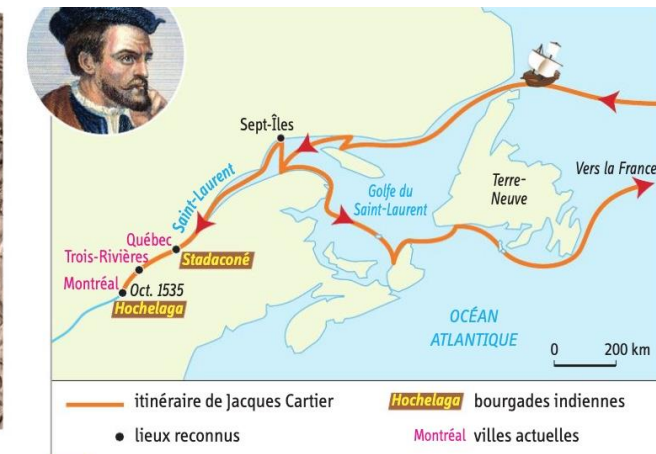 Sept-Îles
Saint-Laurent
Golfe du
Saint-Laurent
Terre-
Neuve
Vers la France
Québec
Stadaconé
Trois-Rivières
Montréal
Oct. 1535
Hochelaga
OCÉAN
ATLANTIQUE
0 200 km
itinéraire de Jacques Cartier
Hochelaga bourgades indiennes
lieux reconnus
Montréal villes actuelles